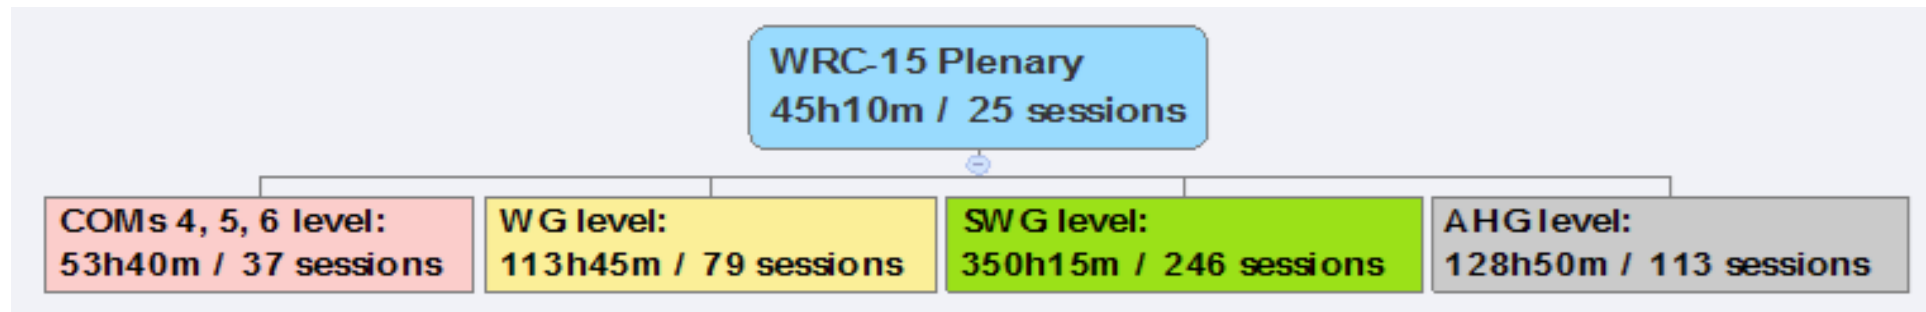 WRC-15 Plenary
45h10m / 25 sessions
COMs 4, 5, 6 level:
53h40m / 37 sessions
WG level:
113h45m / 79 sessions
SWG level:
350h15m / 246 sessions
AHG level:
128h50m / 113 sessions